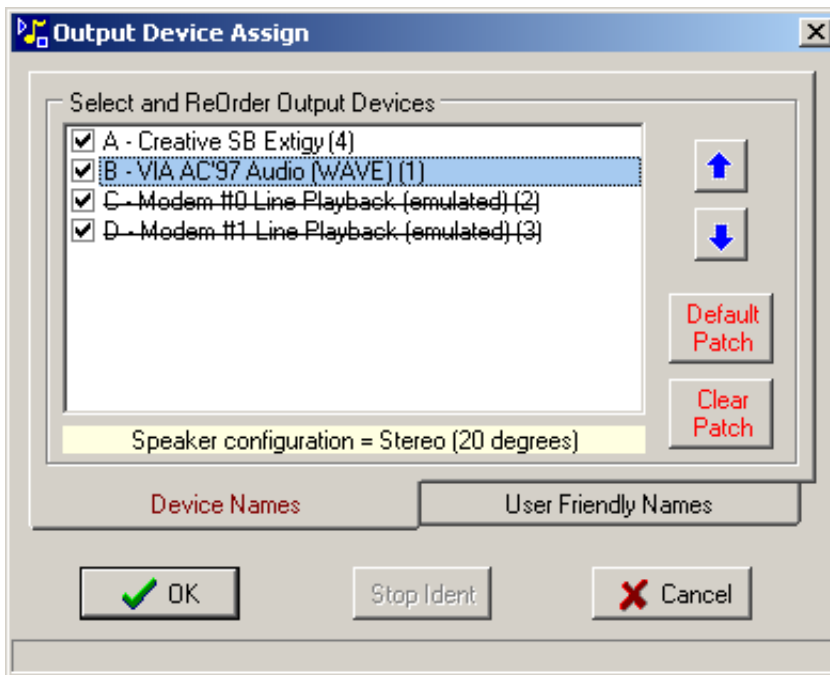 Output Device Assign
Select and ReOrder Output Devices
A - Creative SB Extigy (4)
B - VIA AC'97 Audio (WAVE) (1)
C - Modem #0 Line Playback (emulated) (2)
D - Modem #1 Line Playback (emulated) (3)
Default
Patch
Clear
Patch
Speaker configuration = Stereo (20 degrees)
Device Names
User Friendly Names
OK
Stop Ident
Cancel